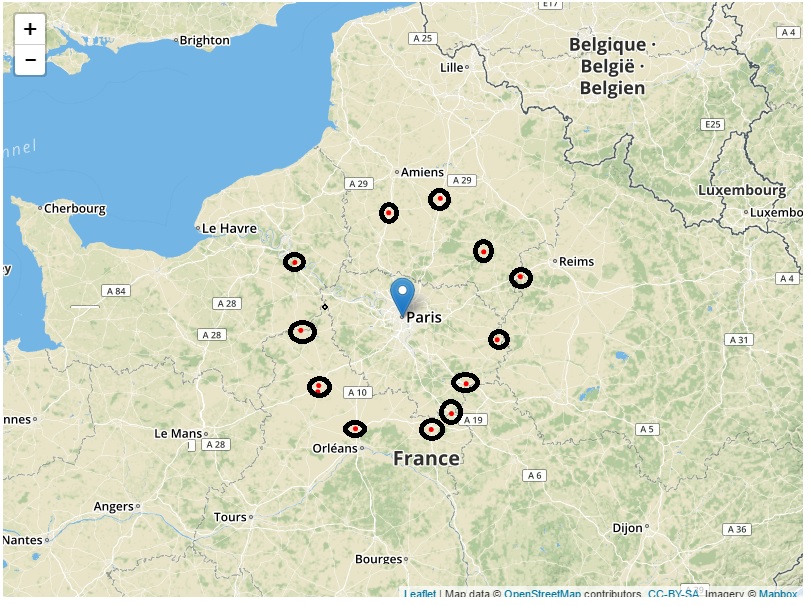 E17
+
−
Brighton
A 25
A 4
Lille
Belgique ·
België ·
Belgien
E25
nnel
Amiens
A 29
A 29
Luxembourg
Cherbourg
Luxembo
Le Havre
Reims
ey
A 4
A 84
A 28
Paris
A 28
A 31
A 10
nnes
A 19
Le Mans
A 28
A 5
Orléans
France
A 6
Angers
Tours
Dijon
A 36
Nantes
Bourges
Leaflet | Map data © OpenStreetMap contributors, CC-BY-SA, Imagery © Mapbox